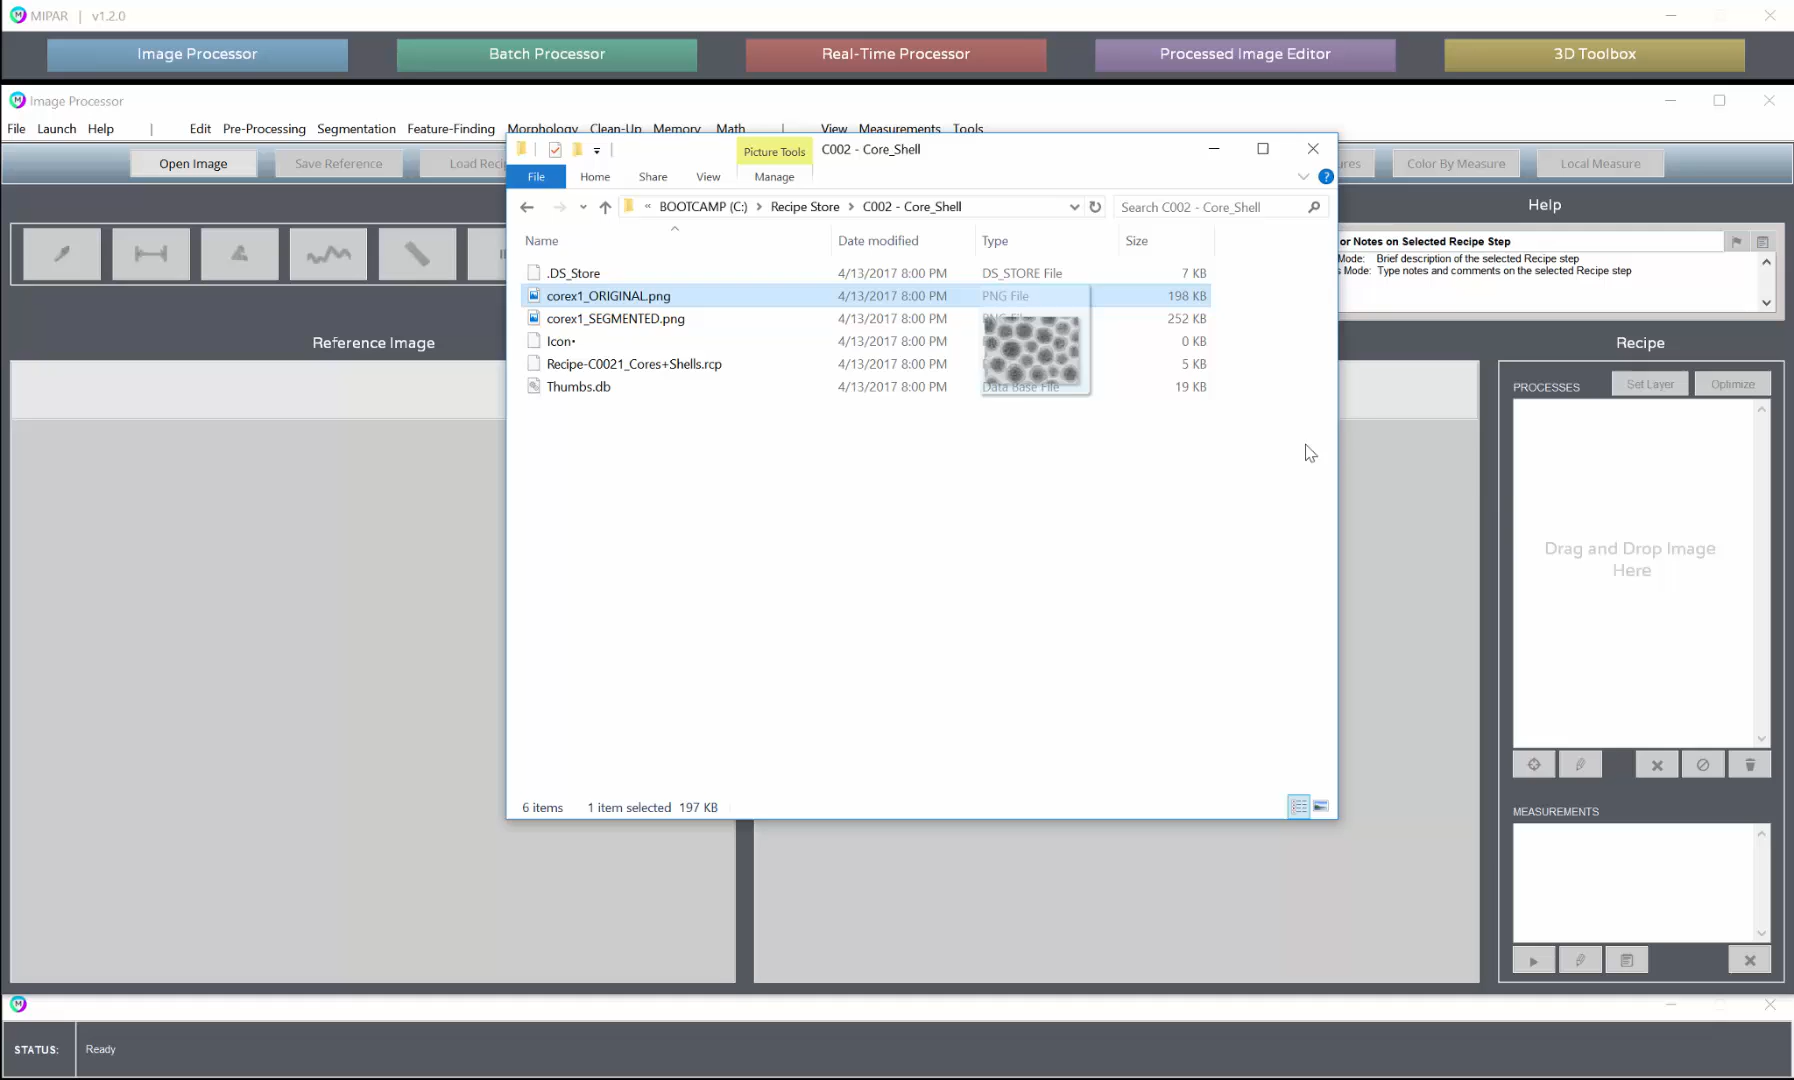 MIPAR | v1.2.0
Image Processor
Batch Processor
Real-Time Processor
Processed Image Editor
3D Toolbox
Image Processor
File Launch Help | Edit Pre-Processing Segmentation Feature-Finding Morphology Clean-Up Memory Math | View Measurements Tools
Open Image
Save Reference
Load Reci
ures
Color By Measure
Local Measure
Picture Tools
C002 - Core_Shell
File Home Share View Manage
« BOOTCAMP (C:) > Recipe Store > C002 - Core_Shell
Search C002 - Core_Shell
Name Date modified Type Size
.DS_Store 4/13/2017 8:00 PM DS_STORE File 7 KB
corex1_ORIGINAL.png 4/13/2017 8:00 PM PNG File 198 KB
corex1_SEGMENTED.png 4/13/2017 8:00 PM PNG File 252 KB
Icon• 4/13/2017 8:00 PM 0 KB
Recipe-C0021_Cores+Shells.rcp 4/13/2017 8:00 PM 5 KB
Thumbs.db 4/13/2017 8:00 PM Data Base File 19 KB
6 items 1 item selected 197 KB
Help
or Notes on Selected Recipe Step
Mode: Brief description of the selected Recipe step
s Mode: Type notes and comments on the selected Recipe step
Reference Image
Recipe
PROCESSES
Set Layer
Optimize
Drag and Drop Image
Here
MEASUREMENTS
STATUS: Ready